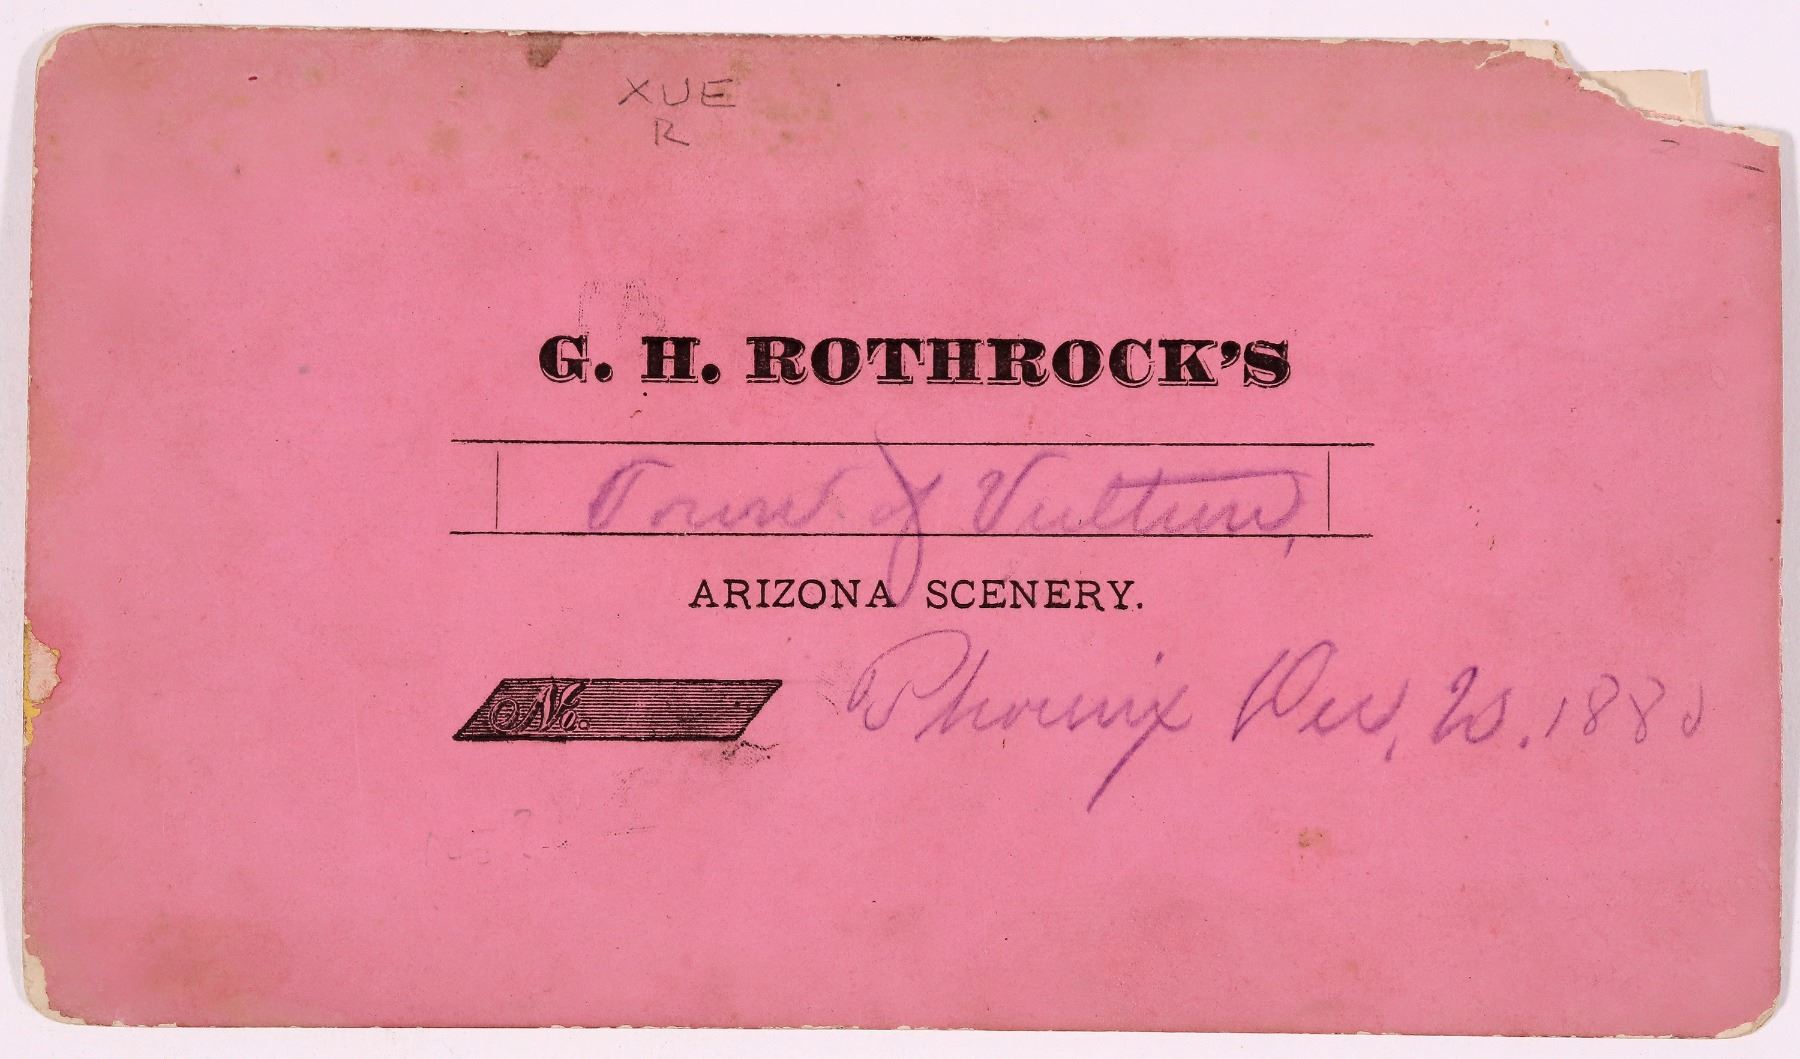 XUE
R
G. H. ROTHROCK'S
Town of Vulture,
ARIZONA SCENERY.
No.
Phoenix Dec, 20. 1880